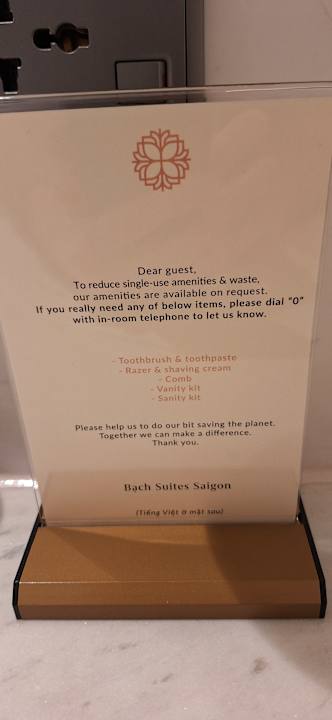 Dear guest,
To reduce single-use amenities & waste,
our amenities are available on request.
If you really need any of below items, please dial “0”
with in-room telephone to let us know.
- Toothbrush & toothpaste
- Razer & shaving cream
- Comb
- Vanity kit
- Sanity kit
Please help us to do our bit saving the planet.
Together we can make a difference.
Thank you.
Bạch Suites Saigon
(Tiếng Việt ở mặt sau)